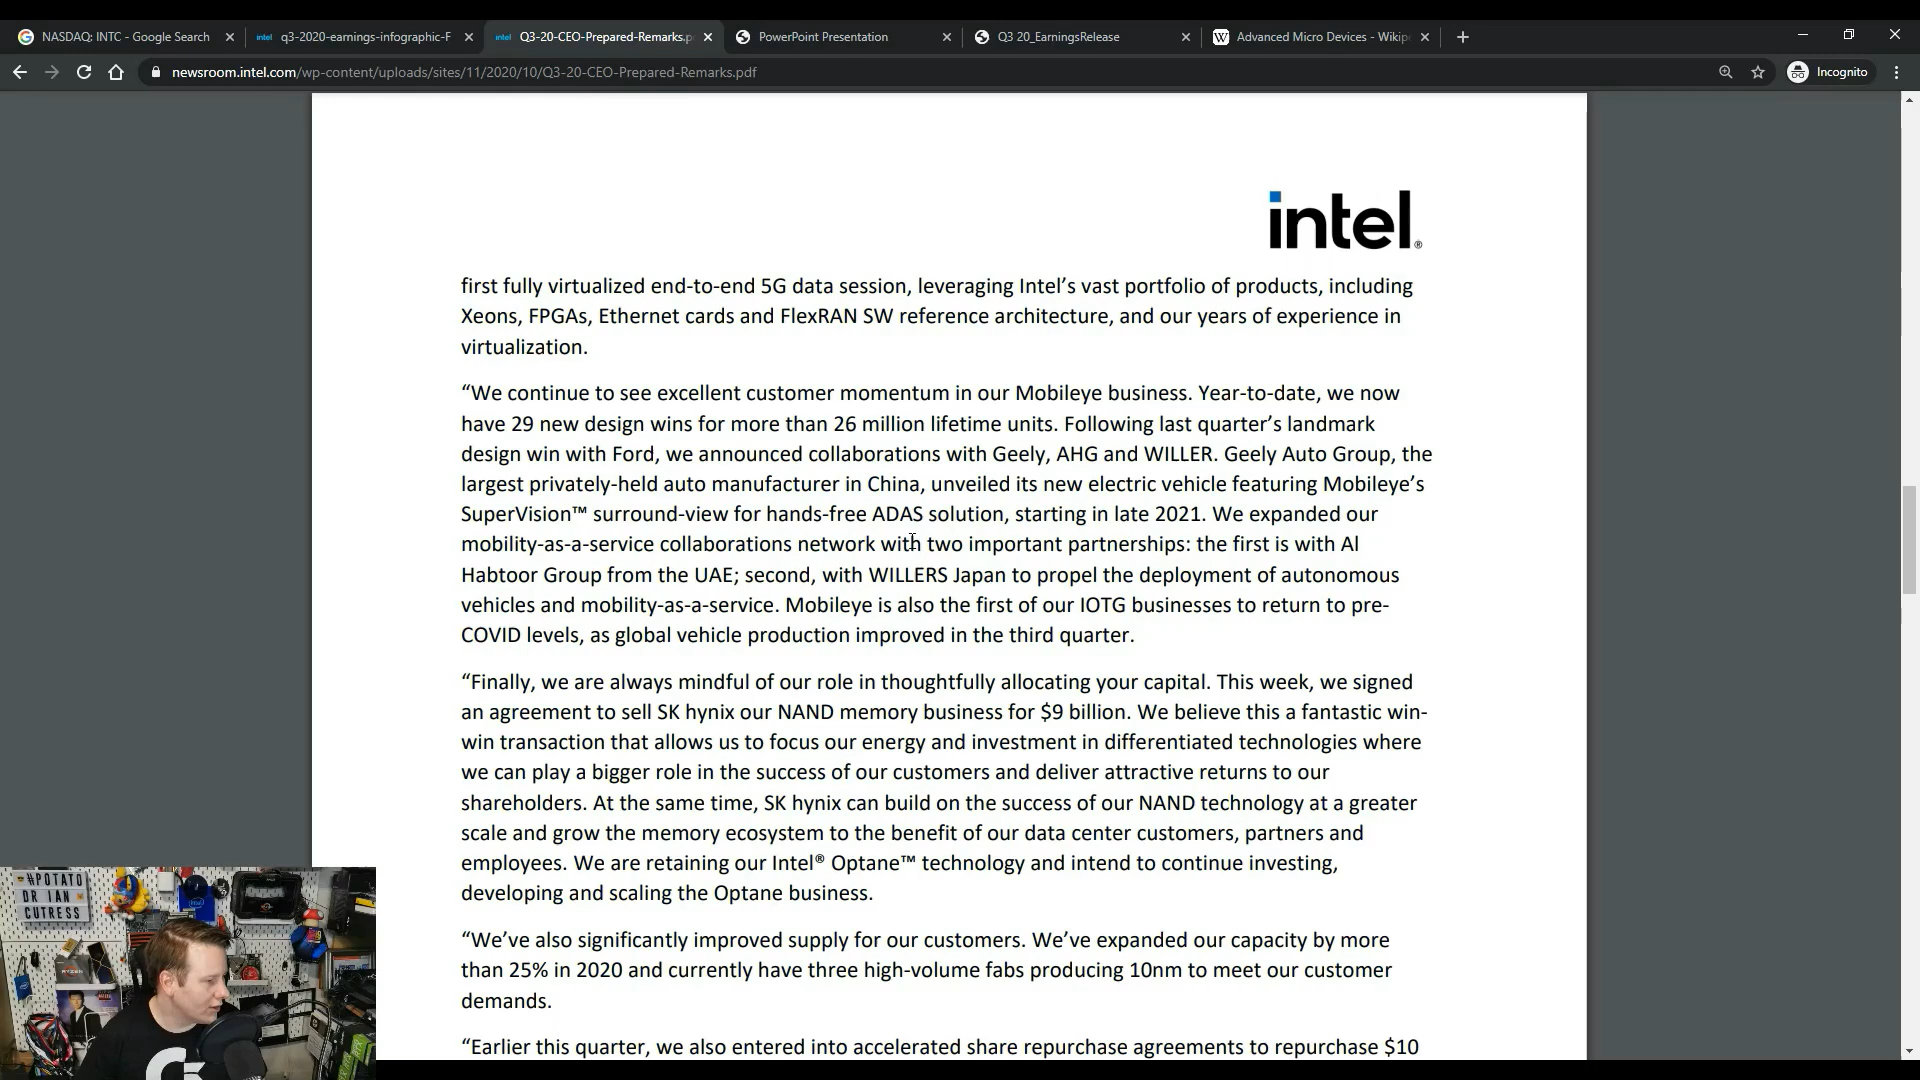 NASDAQ: INTC - Google Search
intel q3-2020-earnings-infographic-F
intel Q3-20-CEO-Prepared-Remarks.p
PowerPoint Presentation
Q3 20_EarningsRelease
W Advanced Micro Devices - Wikip
newsroom.intel.com/wp-content/uploads/sites/11/2020/10/Q3-20-CEO-Prepared-Remarks.pdf
Incognito
intel®
first fully virtualized end-to-end 5G data session, leveraging Intel’s vast portfolio of products, including
Xeons, FPGAs, Ethernet cards and FlexRAN SW reference architecture, and our years of experience in
virtualization.
“We continue to see excellent customer momentum in our Mobileye business. Year-to-date, we now
have 29 new design wins for more than 26 million lifetime units. Following last quarter’s landmark
design win with Ford, we announced collaborations with Geely, AHG and WILLER. Geely Auto Group, the
largest privately-held auto manufacturer in China, unveiled its new electric vehicle featuring Mobileye’s
SuperVision™ surround-view for hands-free ADAS solution, starting in late 2021. We expanded our
mobility-as-a-service collaborations network with two important partnerships: the first is with Al
Habtoor Group from the UAE; second, with WILLERS Japan to propel the deployment of autonomous
vehicles and mobility-as-a-service. Mobileye is also the first of our IOTG businesses to return to pre-
COVID levels, as global vehicle production improved in the third quarter.
“Finally, we are always mindful of our role in thoughtfully allocating your capital. This week, we signed
an agreement to sell SK hynix our NAND memory business for $9 billion. We believe this a fantastic win-
win transaction that allows us to focus our energy and investment in differentiated technologies where
we can play a bigger role in the success of our customers and deliver attractive returns to our
shareholders. At the same time, SK hynix can build on the success of our NAND technology at a greater
scale and grow the memory ecosystem to the benefit of our data center customers, partners and
employees. We are retaining our Intel® Optane™ technology and intend to continue investing,
developing and scaling the Optane business.
“We’ve also significantly improved supply for our customers. We’ve expanded our capacity by more
than 25% in 2020 and currently have three high-volume fabs producing 10nm to meet our customer
demands.
“Earlier this quarter, we also entered into accelerated share repurchase agreements to repurchase $10
#POTATO
DR IAN
CUTRESS
RYZEN